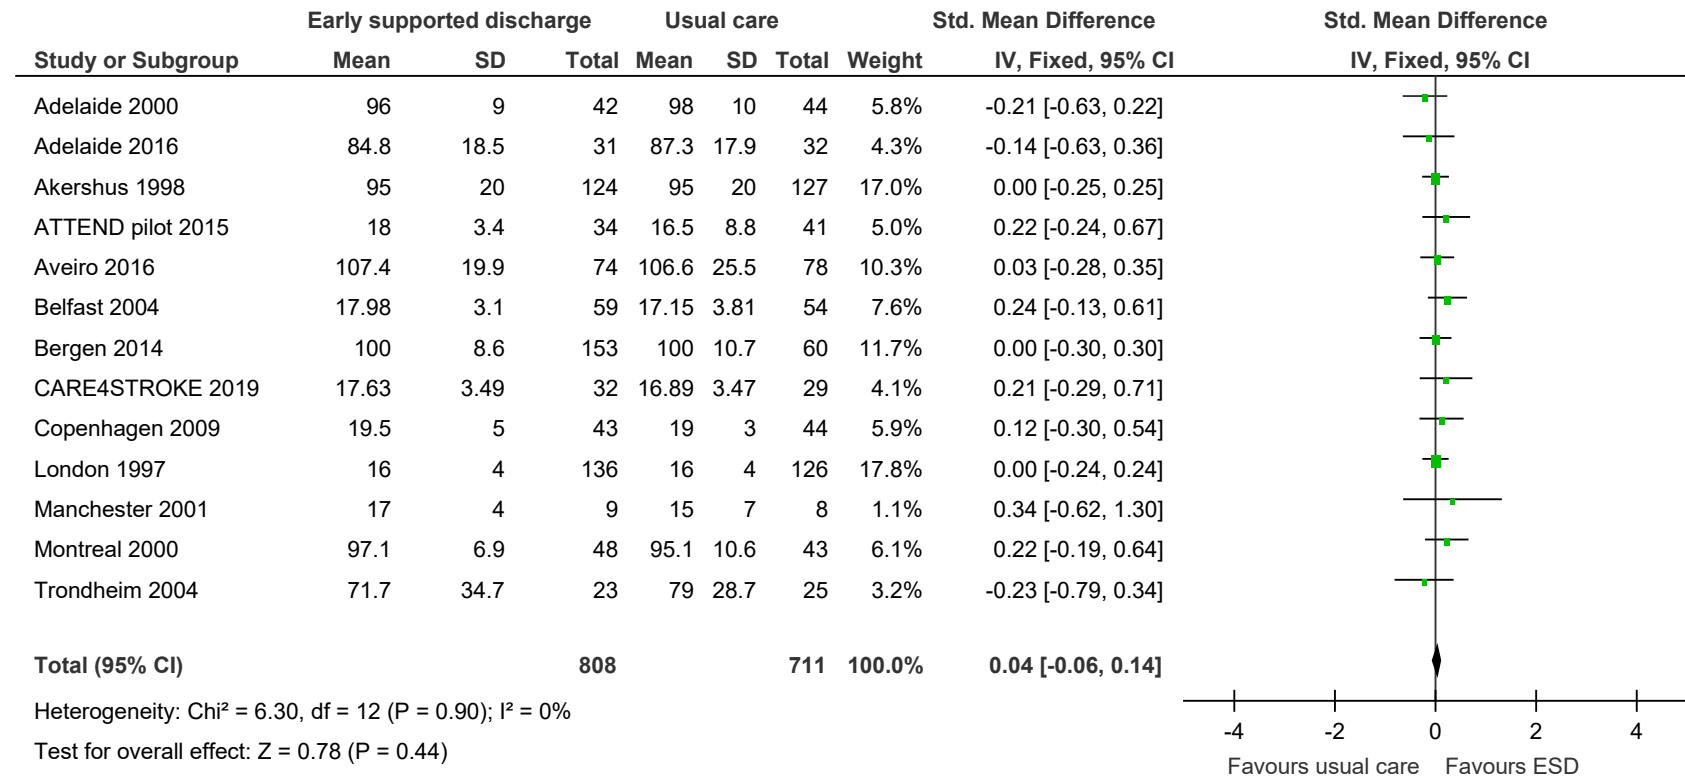 Early supported discharge Usual care Std. Mean Difference Std. Mean Difference
Study or Subgroup Mean SD Total Mean SD Total Weight IV, Fixed, 95% CI IV, Fixed, 95% CI
Adelaide 2000 96 9 42 98 10 44 5.8% -0.21 [-0.63, 0.22]
Adelaide 2016 84.8 18.5 31 87.3 17.9 32 4.3% -0.14 [-0.63, 0.36]
Akershus 1998 95 20 124 95 20 127 17.0% 0.00 [-0.25, 0.25]
ATTEND pilot 2015 18 3.4 34 16.5 8.8 41 5.0% 0.22 [-0.24, 0.67]
Aveiro 2016 107.4 19.9 74 106.6 25.5 78 10.3% 0.03 [-0.28, 0.35]
Belfast 2004 17.98 3.1 59 17.15 3.81 54 7.6% 0.24 [-0.13, 0.61]
Bergen 2014 100 8.6 153 100 10.7 60 11.7% 0.00 [-0.30, 0.30]
CARE4STROKE 2019 17.63 3.49 32 16.89 3.47 29 4.1% 0.21 [-0.29, 0.71]
Copenhagen 2009 19.5 5 43 19 3 44 5.9% 0.12 [-0.30, 0.54]
London 1997 16 4 136 16 4 126 17.8% 0.00 [-0.24, 0.24]
Manchester 2001 17 4 9 15 7 8 1.1% 0.34 [-0.62, 1.30]
Montreal 2000 97.1 6.9 48 95.1 10.6 43 6.1% 0.22 [-0.19, 0.64]
Trondheim 2004 71.7 34.7 23 79 28.7 25 3.2% -0.23 [-0.79, 0.34]
Total (95% CI) 808 711 100.0% 0.04 [-0.06, 0.14]
Heterogeneity: Chi² = 6.30, df = 12 (P = 0.90); I² = 0%
Test for overall effect: Z = 0.78 (P = 0.44)
-4 -2 0 2 4
Favours usual care Favours ESD